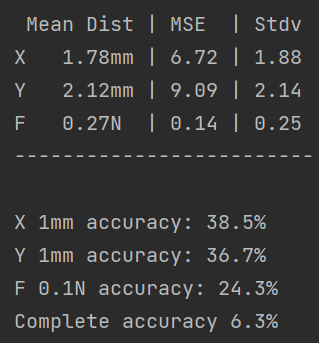 Mean Dist | MSE | Stdv
X 1.78mm | 6.72 | 1.88
Y 2.12mm | 9.09 | 2.14
F 0.27N | 0.14 | 0.25
-------------------------
X 1mm accuracy: 38.5%
Y 1mm accuracy: 36.7%
F 0.1N accuracy: 24.3%
Complete accuracy 6.3%